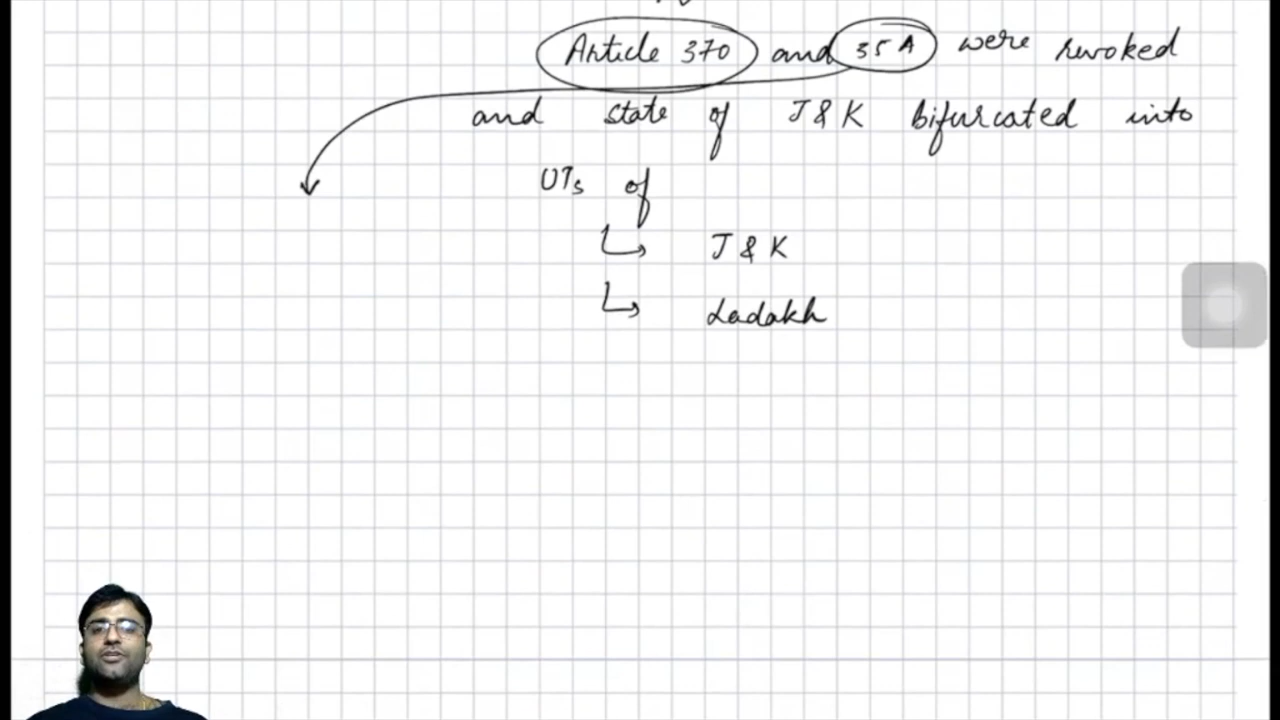 Article 370 and 35A were revoked
and state of J & K bifurcated into
UTs of
J & K
Ladakh